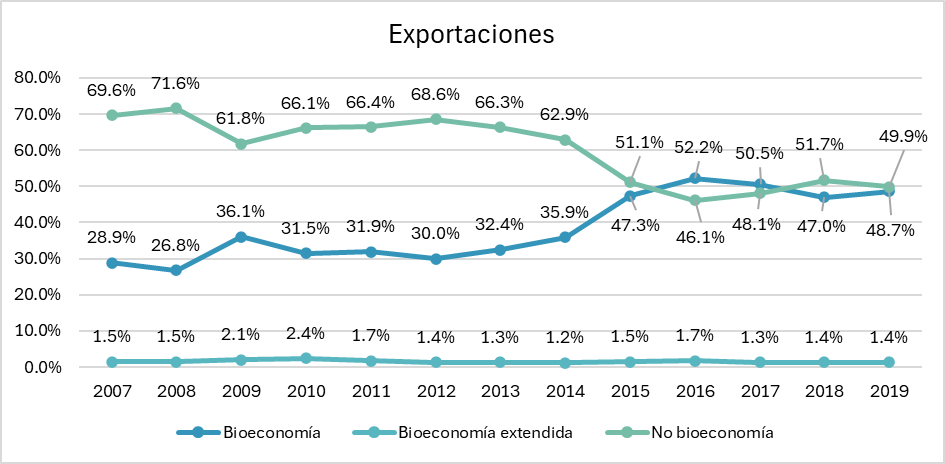 Exportaciones
80.0%
70.0%
60.0%
50.0%
40.0%
30.0%
20.0%
10.0%
0.0%
69.6% 71.6% 61.8% 66.1% 66.4% 68.6% 66.3% 62.9% 51.1% 52.2% 50.5% 51.7% 49.9%
28.9% 26.8% 36.1% 31.5% 31.9% 30.0% 32.4% 35.9% 47.3% 46.1% 48.1% 47.0% 48.7%
1.5% 1.5% 2.1% 2.4% 1.7% 1.4% 1.3% 1.2% 1.5% 1.7% 1.3% 1.4% 1.4%
2007 2008 2009 2010 2011 2012 2013 2014 2015 2016 2017 2018 2019
Bioeconomía Bioeconomía extendida No bioeconomía